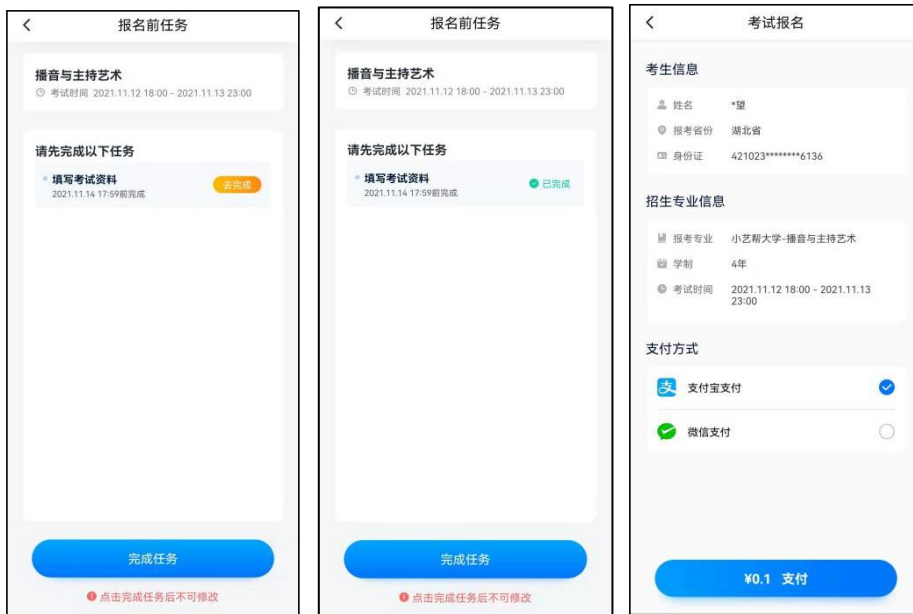 报名前任务
播音与主持艺术
考试时间 2021.11.12 18:00 - 2021.11.13 23:00
请先完成以下任务
填写考试资料
去完成
2021.11.14 17:59前完成
完成任务
点击完成任务后不可修改
报名前任务
播音与主持艺术
考试时间 2021.11.12 18:00 - 2021.11.13 23:00
请先完成以下任务
填写考试资料
已完成
2021.11.14 17:59前完成
完成任务
点击完成任务后不可修改
考试报名
考生信息
姓名 *望
报考省份 湖北省
身份证 421023********6136
招生专业信息
报考专业 小艺帮大学-播音与主持艺术
学制 4年
考试时间 2021.11.12 18:00 - 2021.11.13
23:00
支付方式
支 支付宝支付
微信支付
¥0.1 支付